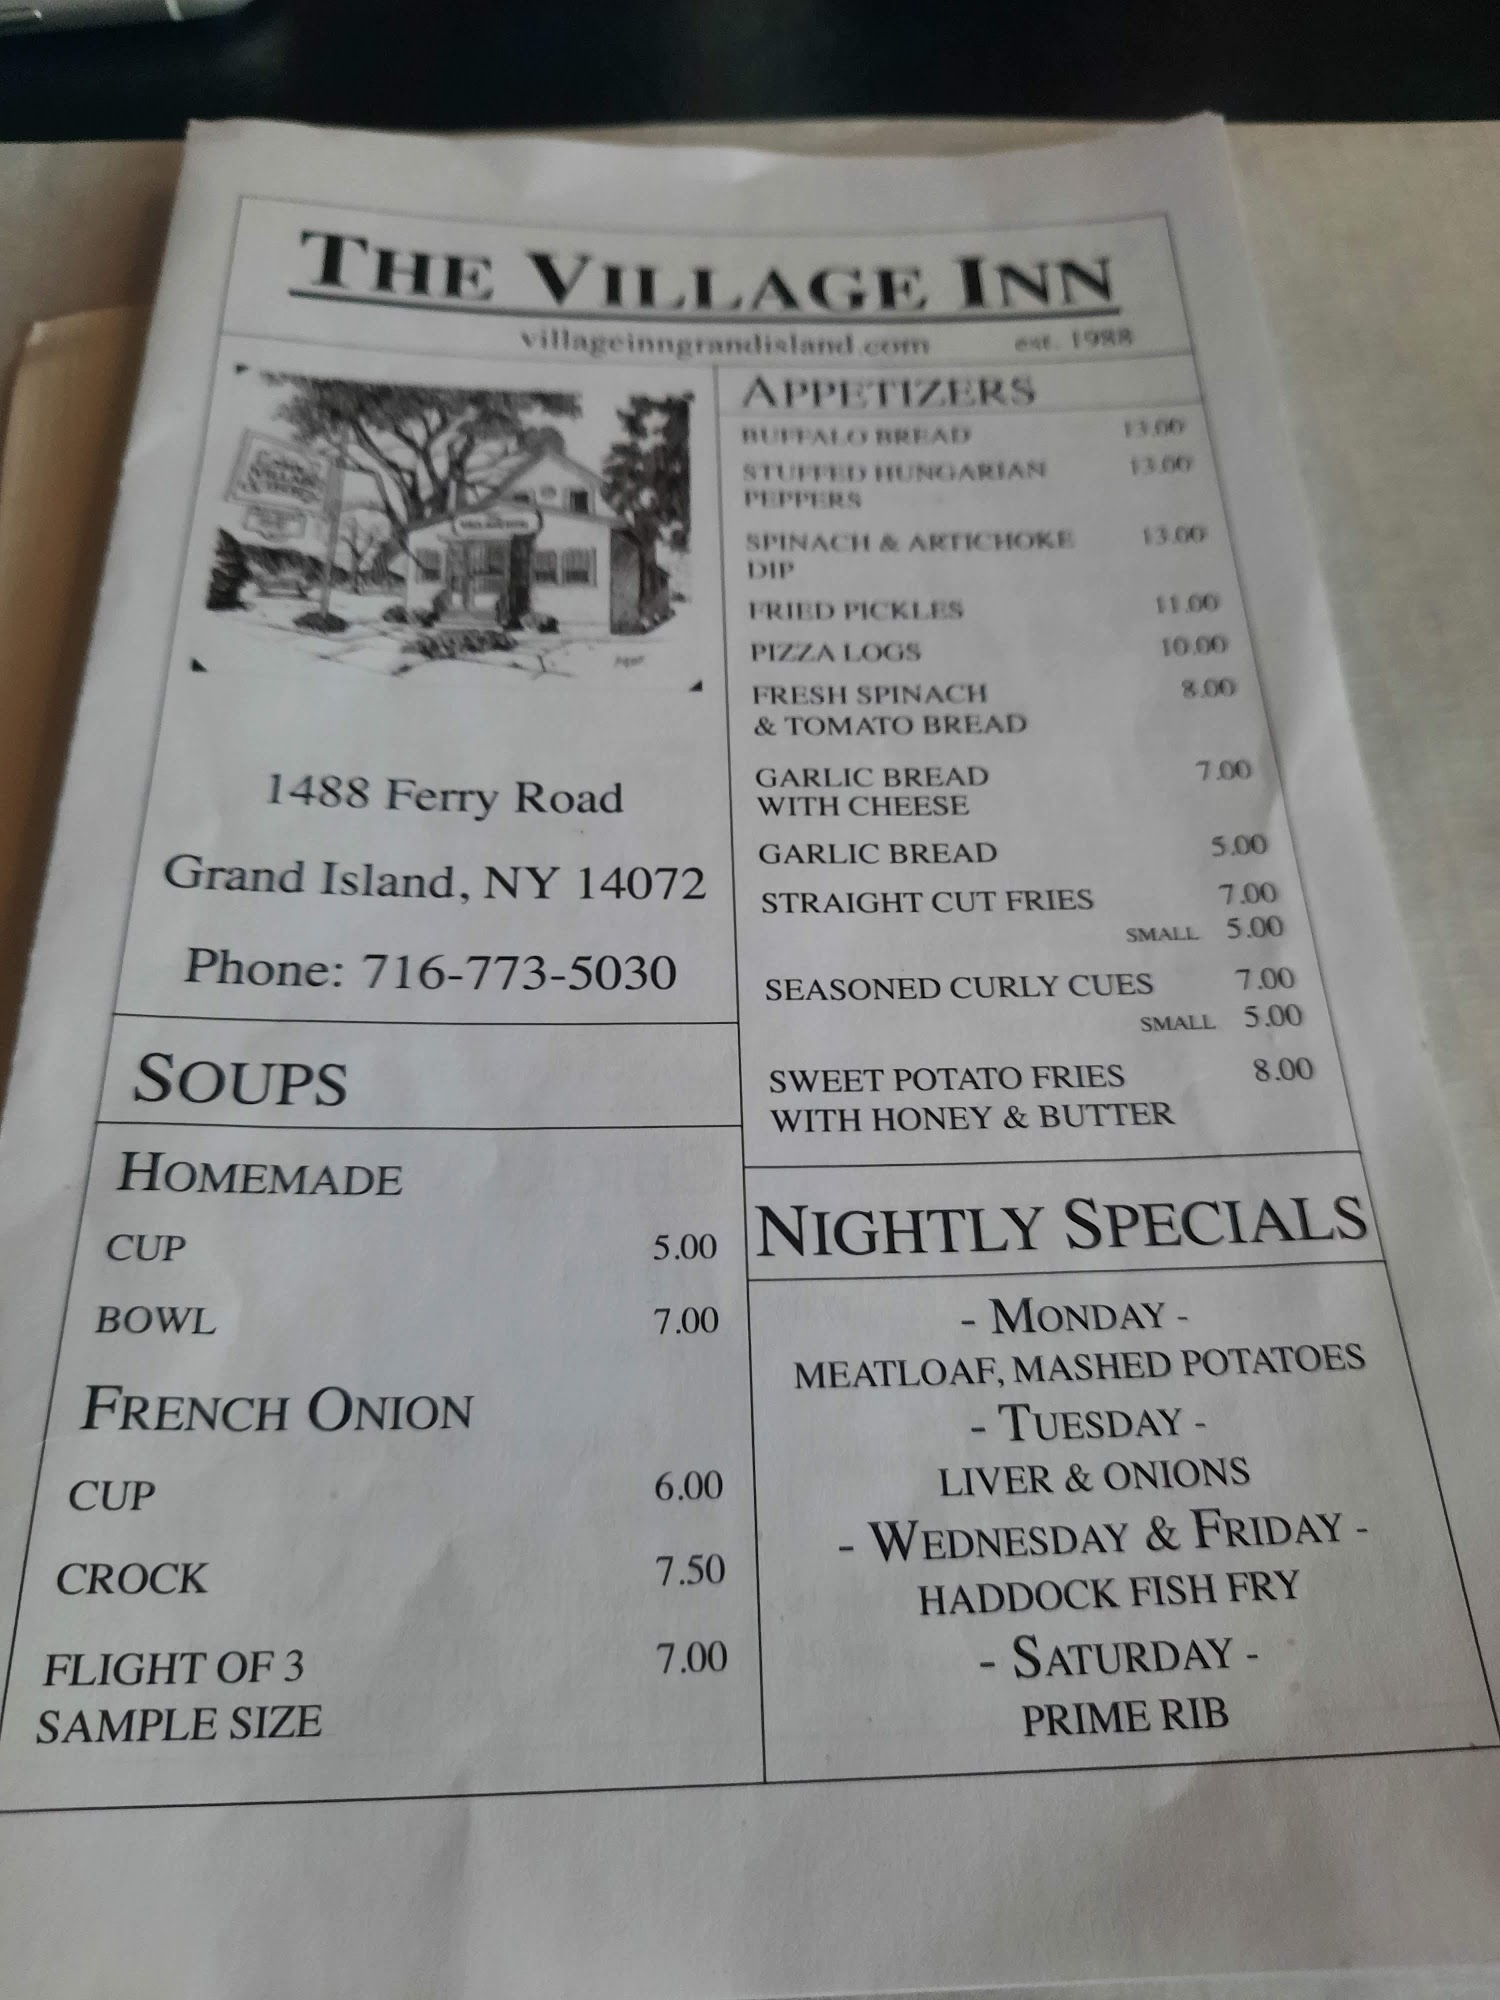 THE VILLAGE INN
villageinngrandisland.com est. 1988
1488 Ferry Road
Grand Island, NY 14072
Phone: 716-773-5030
SOUPS
HOMEMADE
CUP 5.00
BOWL 7.00
FRENCH ONION
CUP 6.00
CROCK 7.50
FLIGHT OF 3 7.00
SAMPLE SIZE
APPETIZERS
BUFFALO BREAD 13.00
STUFFED HUNGARIAN 13.00
PEPPERS
SPINACH & ARTICHOKE 13.00
DIP
FRIED PICKLES 11.00
PIZZA LOGS 10.00
FRESH SPINACH 8.00
& TOMATO BREAD
GARLIC BREAD 7.00
WITH CHEESE
GARLIC BREAD 5.00
STRAIGHT CUT FRIES 7.00
SMALL 5.00
SEASONED CURLY CUES 7.00
SMALL 5.00
SWEET POTATO FRIES 8.00
WITH HONEY & BUTTER
NIGHTLY SPECIALS
- MONDAY -
MEATLOAF, MASHED POTATOES
- TUESDAY -
LIVER & ONIONS
- WEDNESDAY & FRIDAY -
HADDOCK FISH FRY
- SATURDAY -
PRIME RIB